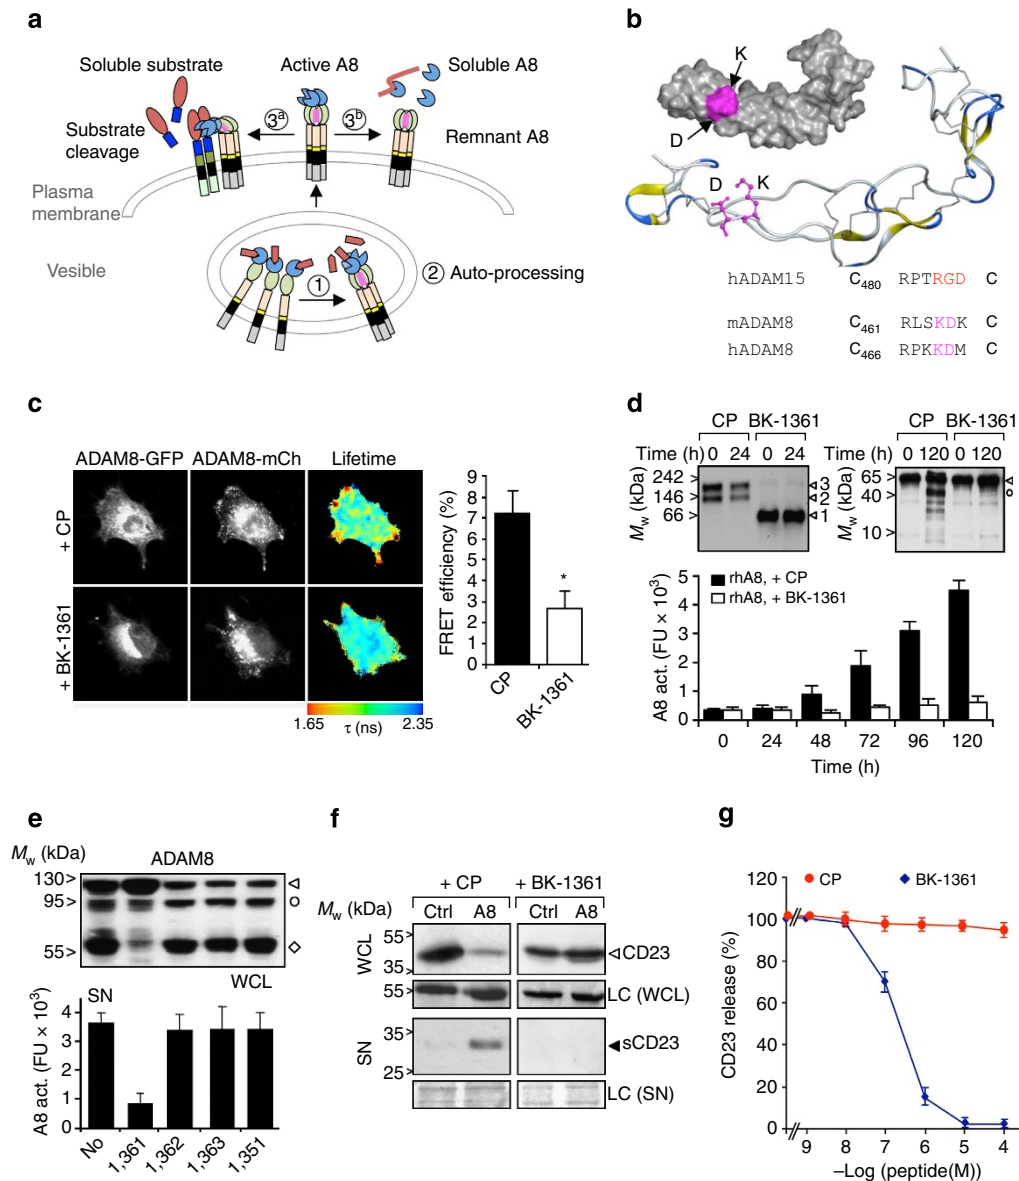 a
Soluble substrate
Active A8
Soluble A8
Substrate
cleavage
3a
3b
Remnant A8
Plasma
membrane
Vesible
1
2 Auto-processing
b
K
D
D
K
hADAM15 C480 RPTRGD C
mADAM8 C461 RLSKDK C
hADAM8 C466 RPKKDM C
c
ADAM8-GFP
ADAM8-mCh
Lifetime
+ CP
+ BK-1361
1.65
2.35
τ (ns)
FRET efficiency (%)
9
8
7
6
5
4
3
2
1
0
*
CP
BK-1361
d
CP BK-1361
Time (h) 0 24 0 24
Mw (kDa)
242
146
66
3
2
1
CP BK-1361
Time (h) 0 120 0 120
Mw (kDa)
65
40
10
rhA8, + CP
rhA8, + BK-1361
A8 act. (FU × 10³)
5
4
3
2
1
0
0 24 48 72 96 120
Time (h)
e
Mw (kDa)
ADAM8
130
95
55
WCL
SN
A8 act. (FU × 10³)
4
3
2
1
0
No 1,361 1,362 1,363 1,351
f
+ CP + BK-1361
Mw (kDa) Ctrl A8 Ctrl A8
WCL
55
35
CD23
55
LC (WCL)
SN
35
25
sCD23
LC (SN)
g
CP BK-1361
CD23 release (%)
120
100
80
60
40
20
0
9 8 7 6 5 4
–Log (peptide(M))